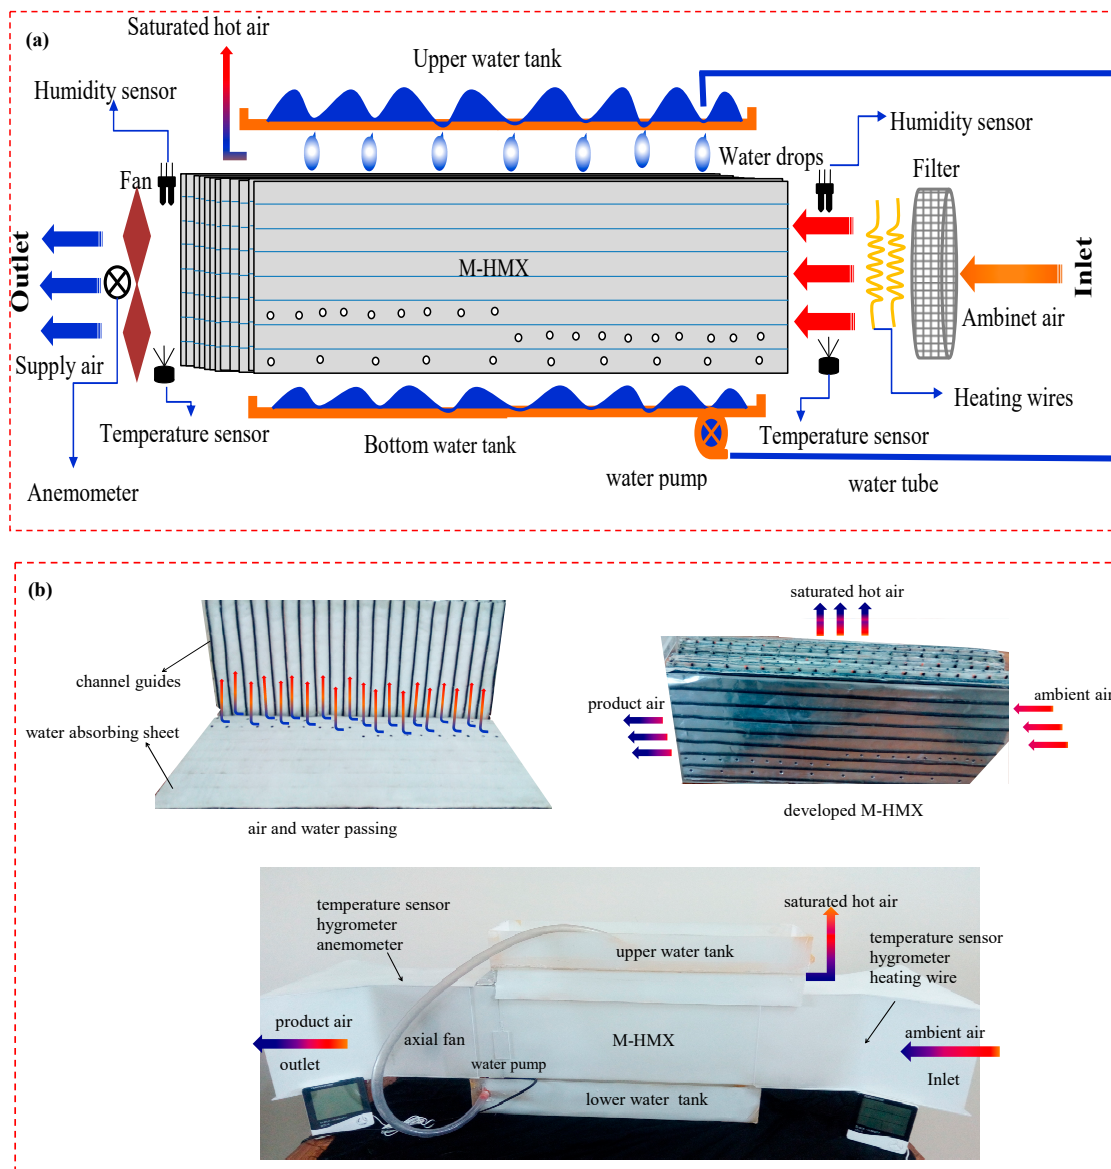 (a)
Saturated hot air
Upper water tank
Humidity sensor
Humidity sensor
Water drops
Fan
Filter
Outlet
M-HMX
Inlet
Ambinet air
Supply air
Heating wires
Temperature sensor
Bottom water tank
Temperature sensor
Anemometer
water pump
water tube
(b)
saturated hot air
channel guides
product air
ambient air
water absorbing sheet
air and water passing
developed M-HMX
temperature sensor
hygrometer
anemometer
saturated hot air
upper water tank
temperature sensor
hygrometer
heating wire
product air
outlet
axial fan
M-HMX
ambient air
Inlet
water pump
lower water tank